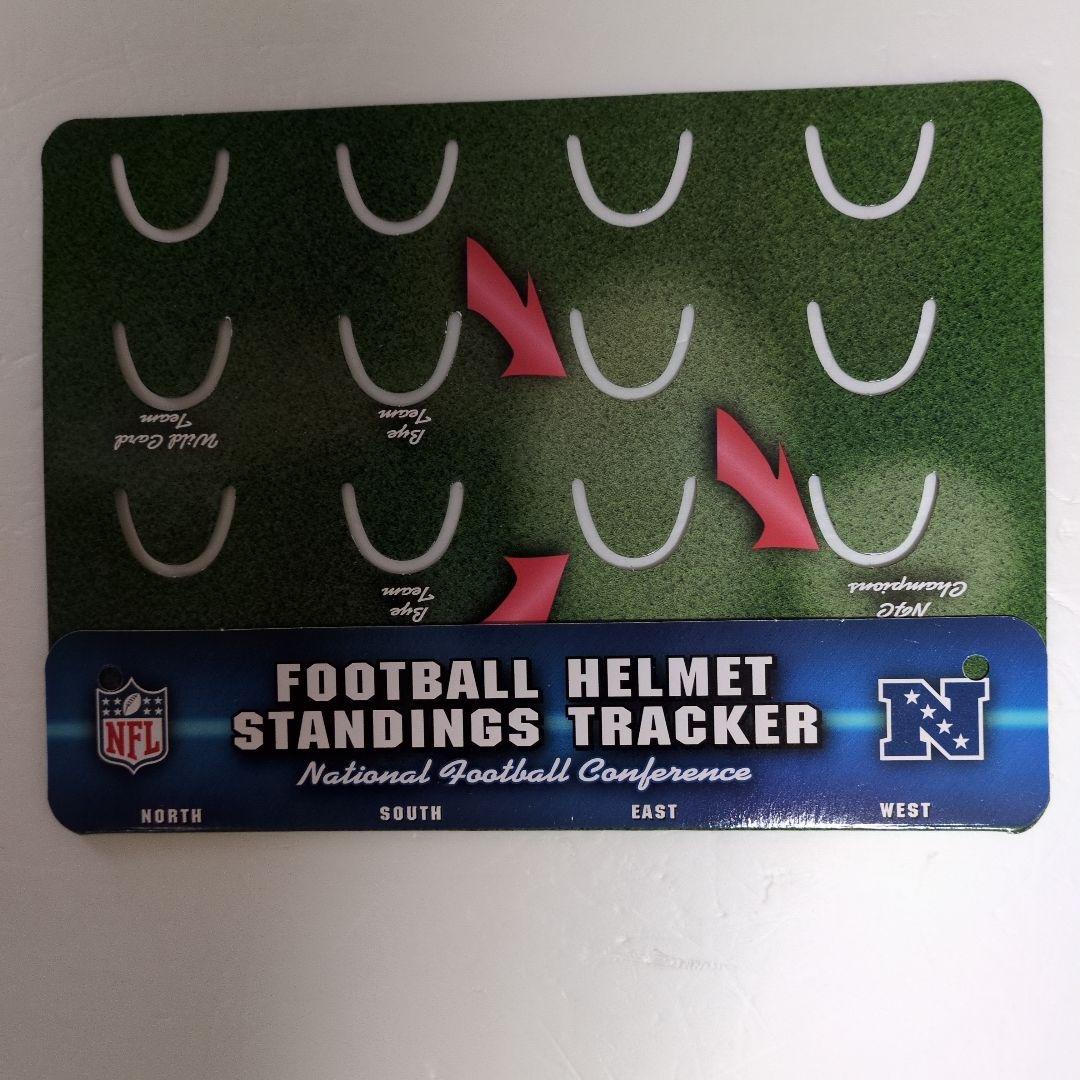 Wild Card
Team
Bye
Team
Bye
Team
NFC
Champions
FOOTBALL HELMET
STANDINGS TRACKER
National Football Conference
NFL
N
NORTH SOUTH EAST WEST